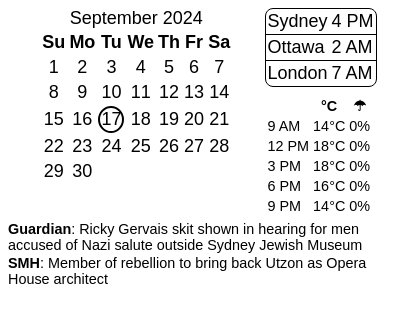 September 2024
Su Mo Tu We Th Fr Sa
1 2 3 4 5 6 7
8 9 10 11 12 13 14
15 16 17 18 19 20 21
22 23 24 25 26 27 28
29 30
Sydney 4 PM
Ottawa 2 AM
London 7 AM
°C ☂
9 AM 14°C 0%
12 PM 18°C 0%
3 PM 18°C 0%
6 PM 16°C 0%
9 PM 14°C 0%
Guardian: Ricky Gervais skit shown in hearing for men
accused of Nazi salute outside Sydney Jewish Museum
SMH: Member of rebellion to bring back Utzon as Opera
House architect